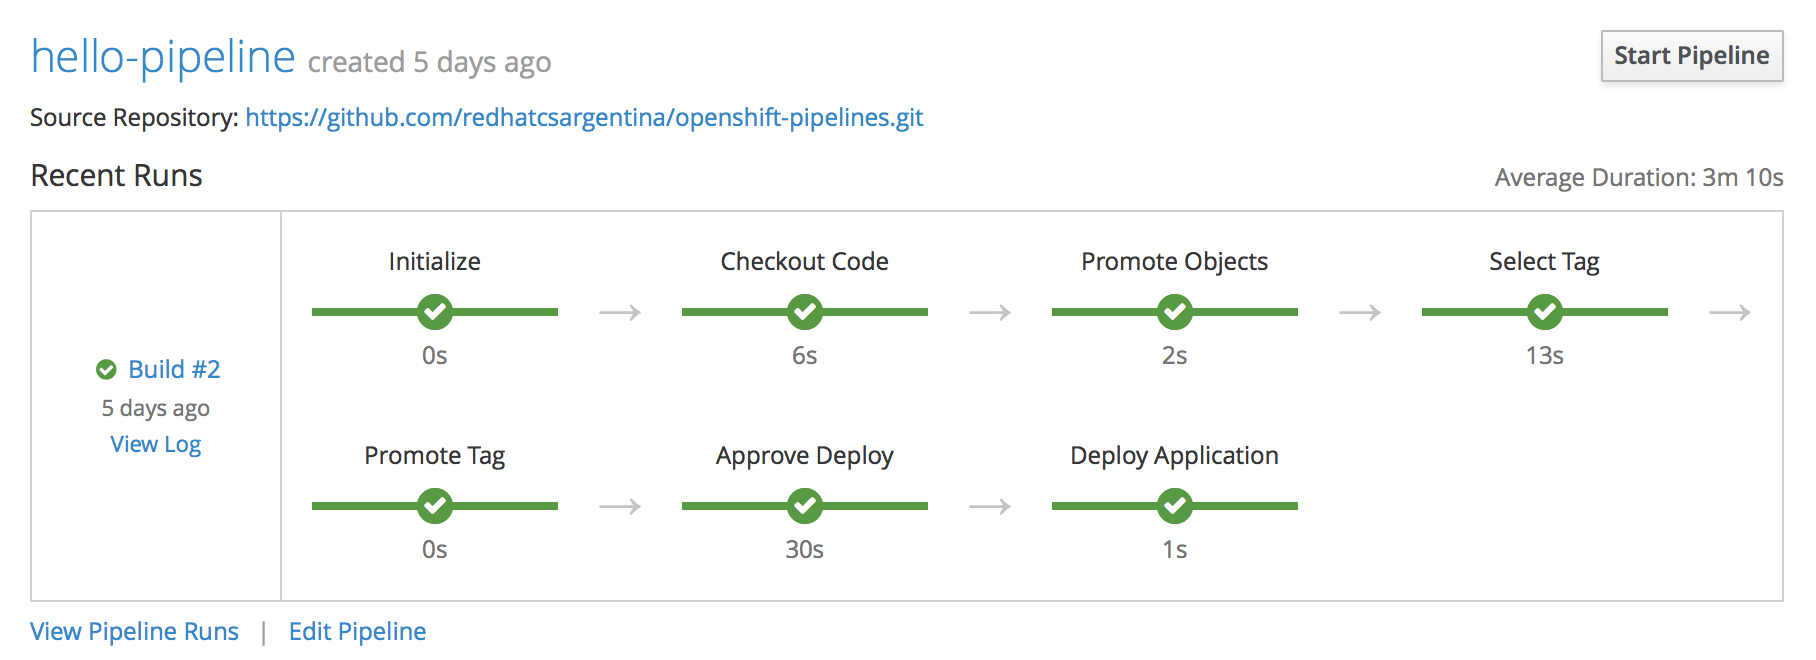 hello-pipeline created 5 days ago
Start Pipeline
Source Repository: https://github.com/redhatcsargentina/openshift-pipelines.git
Recent Runs
Average Duration: 3m 10s
Build #2
5 days ago
View Log
Initialize
0s
Checkout Code
6s
Promote Objects
2s
Select Tag
13s
Promote Tag
0s
Approve Deploy
30s
Deploy Application
1s
View Pipeline Runs | Edit Pipeline